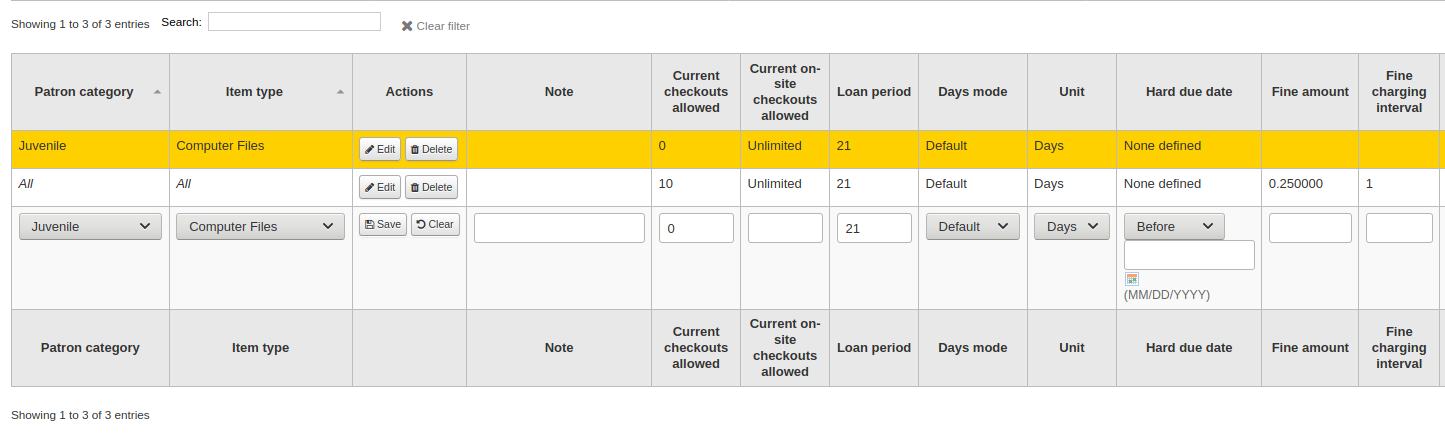 Showing 1 to 3 of 3 entries Search: Clear filter
Patron category Item type Actions Note Current checkouts allowed Current on-site checkouts allowed Loan period Days mode Unit Hard due date Fine amount Fine charging interval
Juvenile Computer Files Edit Delete 0 Unlimited 21 Default Days None defined
All All Edit Delete 10 Unlimited 21 Default Days None defined 0.250000 1
Juvenile Computer Files Save Clear 0 21 Default Days Before
(MM/DD/YYYY)
Patron category Item type Note Current checkouts allowed Current on-site checkouts allowed Loan period Days mode Unit Hard due date Fine amount Fine charging interval
Showing 1 to 3 of 3 entries